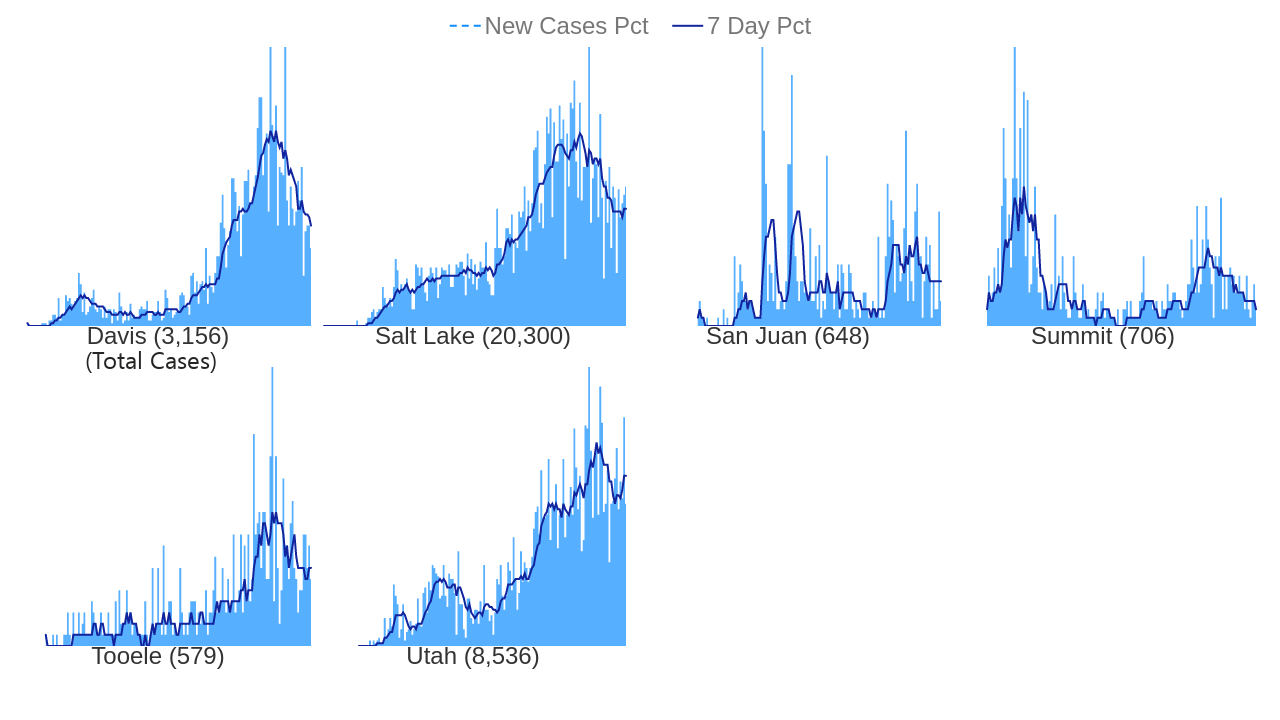 New Cases Pct 7 Day Pct
Davis (3,156) Salt Lake (20,300) San Juan (648) Summit (706)
(Total Cases)
Tooele (579) Utah (8,536)